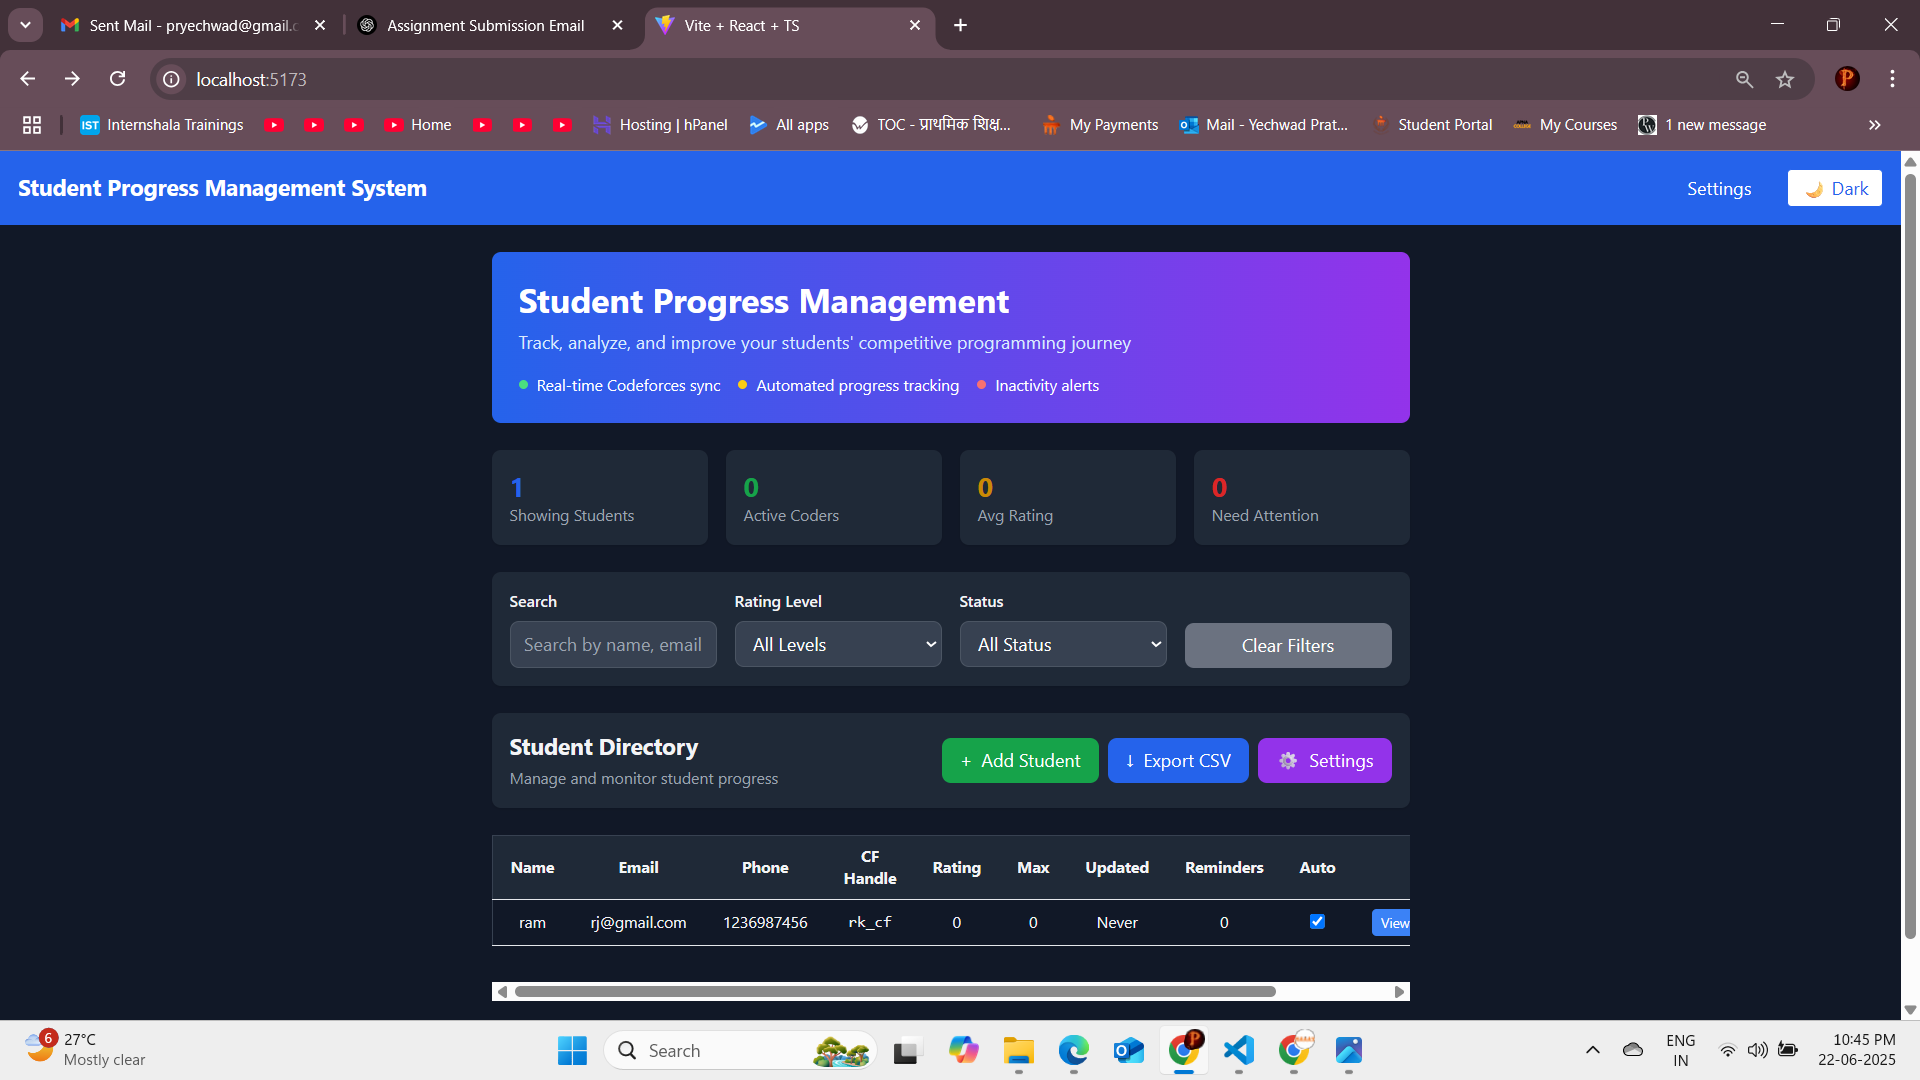 Sent Mail - pryechwad@gmail.c
Assignment Submission Email
Vite + React + TS
localhost:5173
IST Internshala Trainings
Home
Hosting | hPanel
All apps
TOC - प्राथमिक शिक्ष...
My Payments
Mail - Yechwad Prat...
Student Portal
My Courses
1 new message
Student Progress Management System
Settings
🌙 Dark
Student Progress Management
Track, analyze, and improve your students' competitive programming journey
Real-time Codeforces sync
Automated progress tracking
Inactivity alerts
1
Showing Students
0
Active Coders
0
Avg Rating
0
Need Attention
Search
Rating Level
Status
Search by name, email
All Levels
All Status
Clear Filters
Student Directory
Manage and monitor student progress
+ Add Student
↓ Export CSV
⚙️ Settings
Name Email Phone CF Handle Rating Max Updated Reminders Auto
ram rj@gmail.com 1236987456 rk_cf 0 0 Never 0 View
6
27°C
Mostly clear
Search
ENG
IN
10:45 PM
22-06-2025